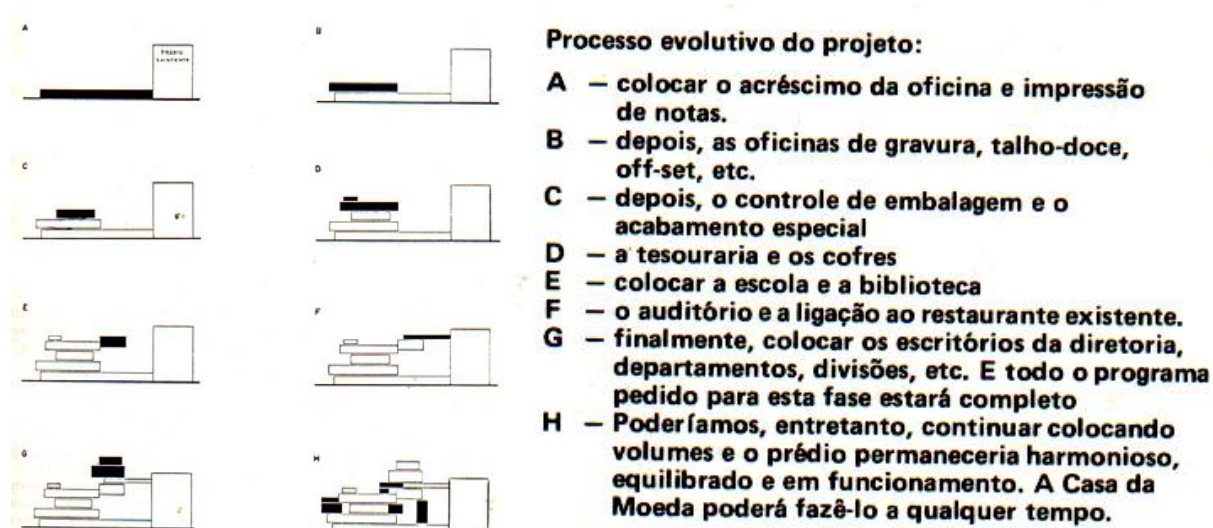 A
PREDIO
EXISTENTE
B
C
D
E
F
G
H
Processo evolutivo do projeto:
A – colocar o acréscimo da oficina e impressão
de notas.
B – depois, as oficinas de gravura, talho-doce,
off-set, etc.
C – depois, o controle de embalagem e o
acabamento especial
D – a tesouraria e os cofres
E – colocar a escola e a biblioteca
F – o auditório e a ligação ao restaurante existente.
G – finalmente, colocar os escritórios da diretoria,
departamentos, divisões, etc. E todo o programa
pedido para esta fase estará completo
H – Poderíamos, entretanto, continuar colocando
volumes e o prédio permaneceria harmonioso,
equilibrado e em funcionamento. A Casa da
Moeda poderá fazê-lo a qualquer tempo.